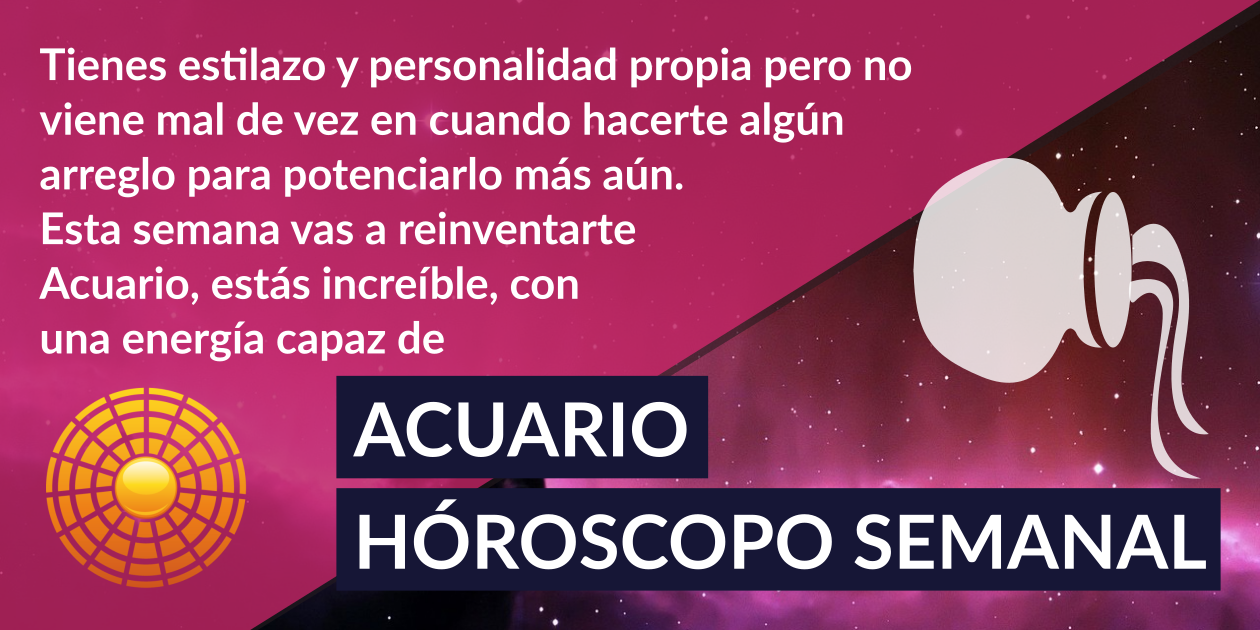 Tienes estilazo y personalidad propia pero no
viene mal de vez en cuando hacerte algún
arreglo para potenciarlo más aún.
Esta semana vas a reinventarte
Acuario, estás increíble, con
una energía capaz de
ACUARIO
HÓROSCOPO SEMANAL